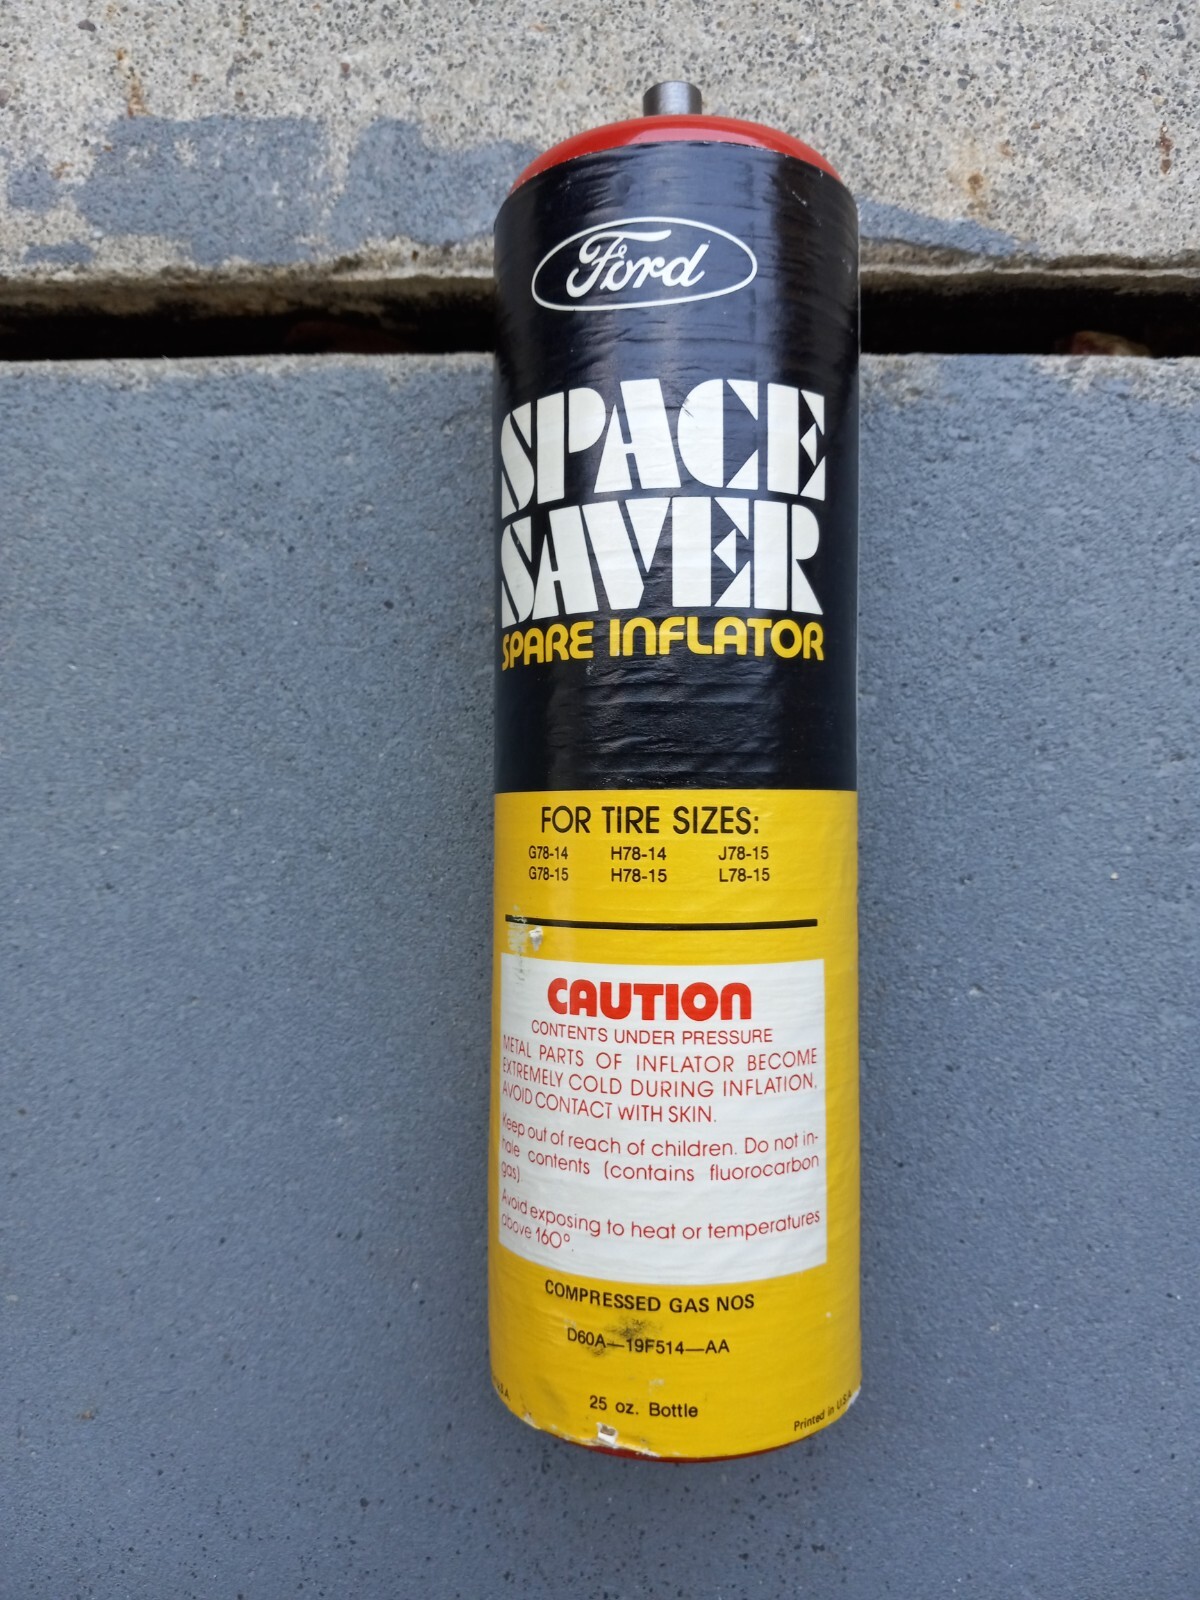 Ford
SPACE
SAVER
SPARE INFLATOR
FOR TIRE SIZES:
G78-14 H78-14 J78-15
G78-15 H78-15 L78-15
CAUTION
CONTENTS UNDER PRESSURE
METAL PARTS OF INFLATOR BECOME
EXTREMELY COLD DURING INFLATION.
AVOID CONTACT WITH SKIN.
Keep out of reach of children. Do not in-
hale contents (contains fluorocarbon
gas)
Avoid exposing to heat or temperatures
above 160°.
COMPRESSED GAS NOS
D60A—19F514—AA
25 oz. Bottle
Printed in U.S.A.